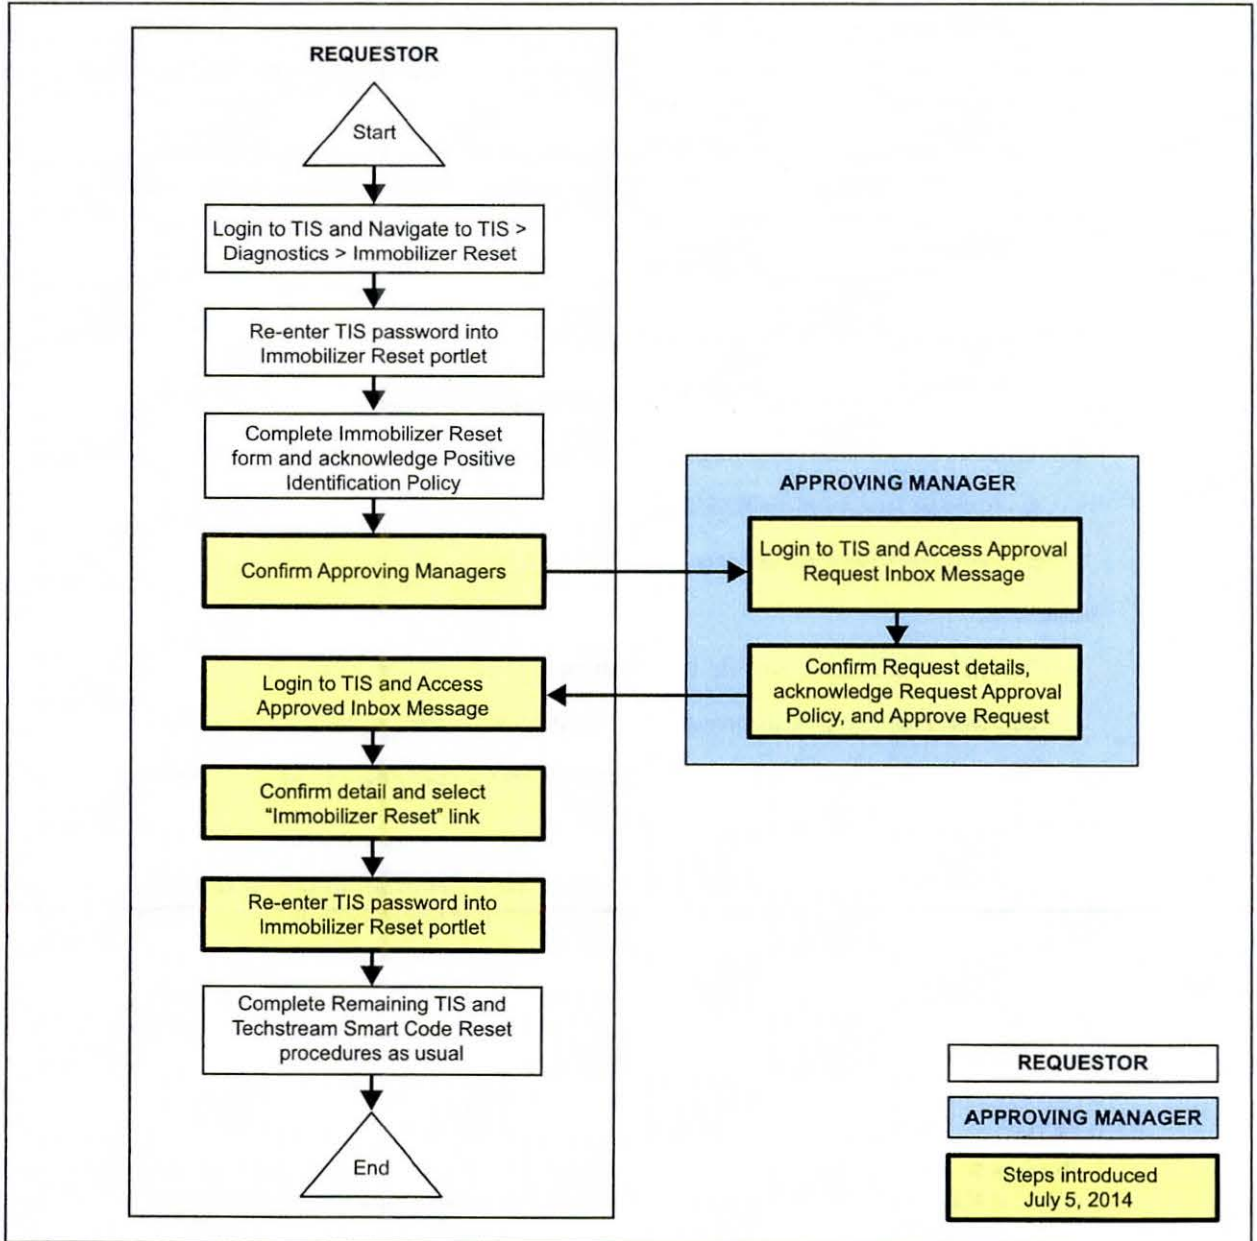 REQUESTOR
Start
Login to TIS and Navigate to TIS >
Diagnostics > Immobilizer Reset
Re-enter TIS password into
Immobilizer Reset portlet
Complete Immobilizer Reset
form and acknowledge Positive
Identification Policy
Confirm Approving Managers
APPROVING MANAGER
Login to TIS and Access Approval
Request Inbox Message
Confirm Request details,
acknowledge Request Approval
Policy, and Approve Request
Login to TIS and Access
Approved Inbox Message
Confirm detail and select
“Immobilizer Reset” link
Re-enter TIS password into
Immobilizer Reset portlet
Complete Remaining TIS and
Techstream Smart Code Reset
procedures as usual
End
REQUESTOR
APPROVING MANAGER
Steps introduced
July 5, 2014